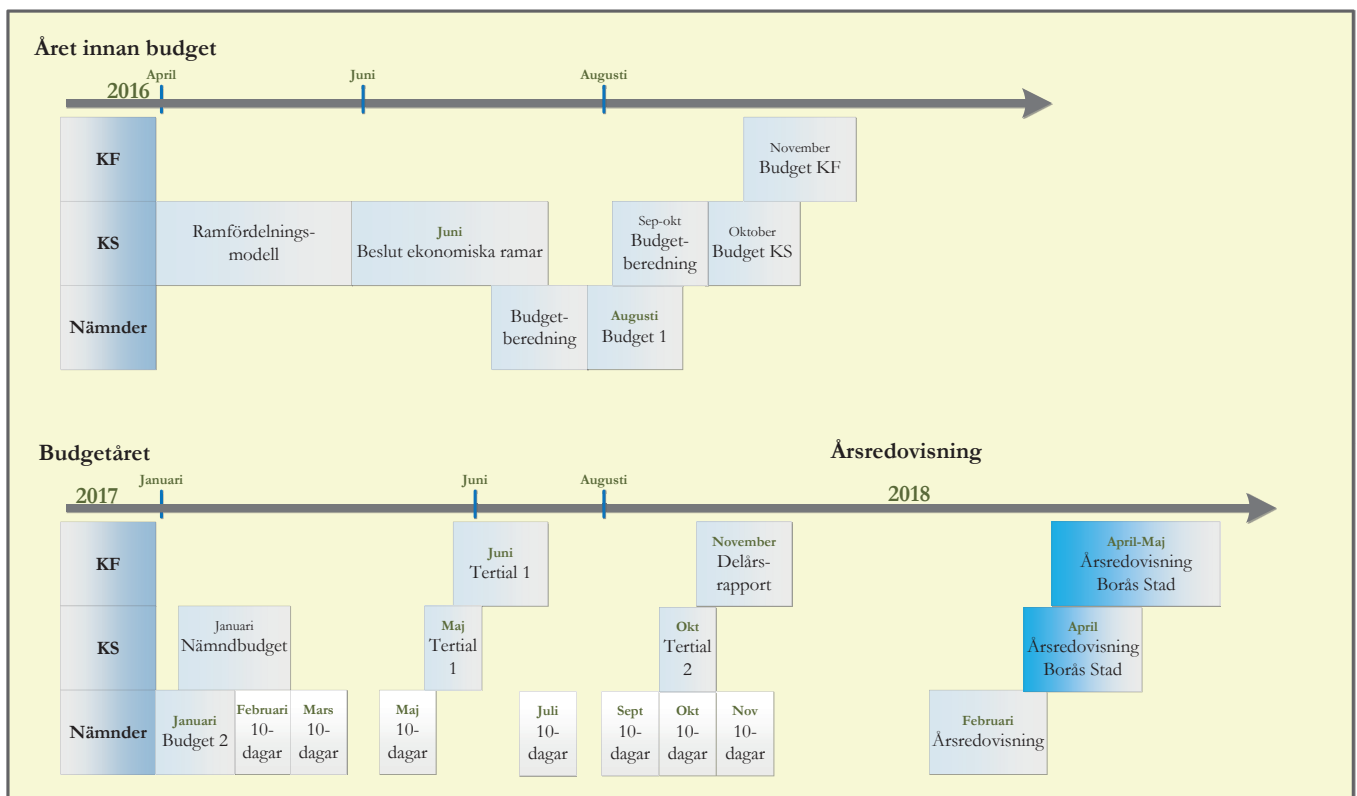 Året innan budget
April
Juni
Augusti
2016
KF
November
Budget KF
KS
Ramfördelnings-
modell
Juni
Beslut ekonomiska ramar
Sep-okt
Budget-
beredning
Oktober
Budget KS
Nämnder
Budget-
beredning
Augusti
Budget 1
Budgetåret
Årsredovisning
Januari
Juni
Augusti
2017
2018
KF
Juni
Tertial 1
November
Delårs-
rapport
April-Maj
Årsredovisning
Borås Stad
KS
Januari
Nämndbudget
Maj
Tertial
1
Okt
Tertial
2
April
Årsredovisning
Borås Stad
Nämnder
Januari
Budget 2
Februari
10-
dagar
Mars
10-
dagar
Maj
10-
dagar
Juli
10-
dagar
Sept
10-
dagar
Okt
10-
dagar
Nov
10-
dagar
Februari
Årsredovisning